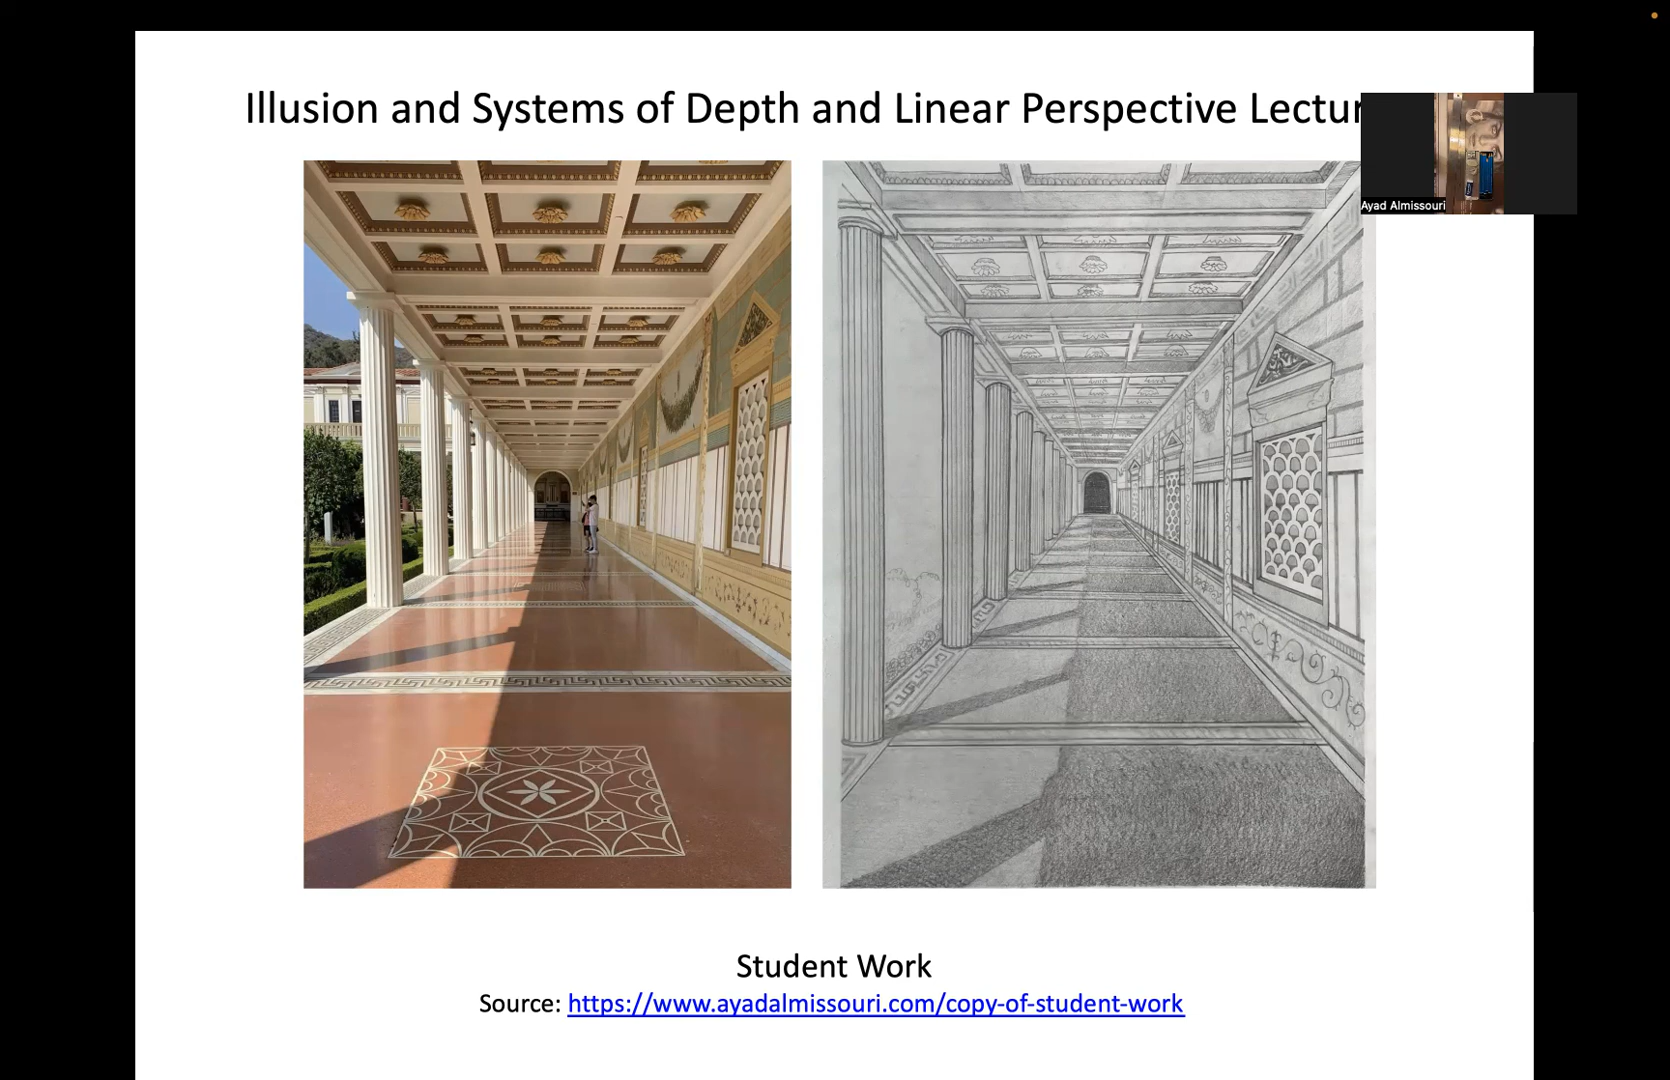 Illusion and Systems of Depth and Linear Perspective Lectur
Ayad Almissouri
Student Work
Source: https://www.ayadalmissouri.com/copy-of-student-work